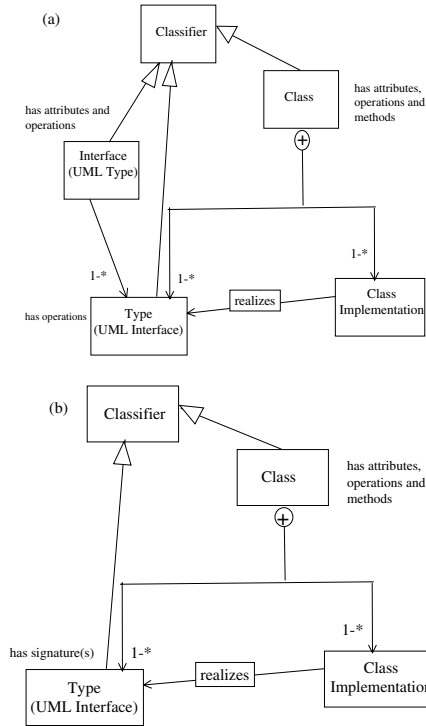 (a)
Classifier
Class
has attributes,
operations and
methods
has attributes and
operations
Interface
(UML Type)
+
1-*
1-*
1-*
realizes
has operations
Type
(UML Interface)
Class
Implementation
(b)
Classifier
Class
has attributes,
operations and
methods
+
has signature(s)
1-*
1-*
realizes
Type
(UML Interface)
Class
Implementation